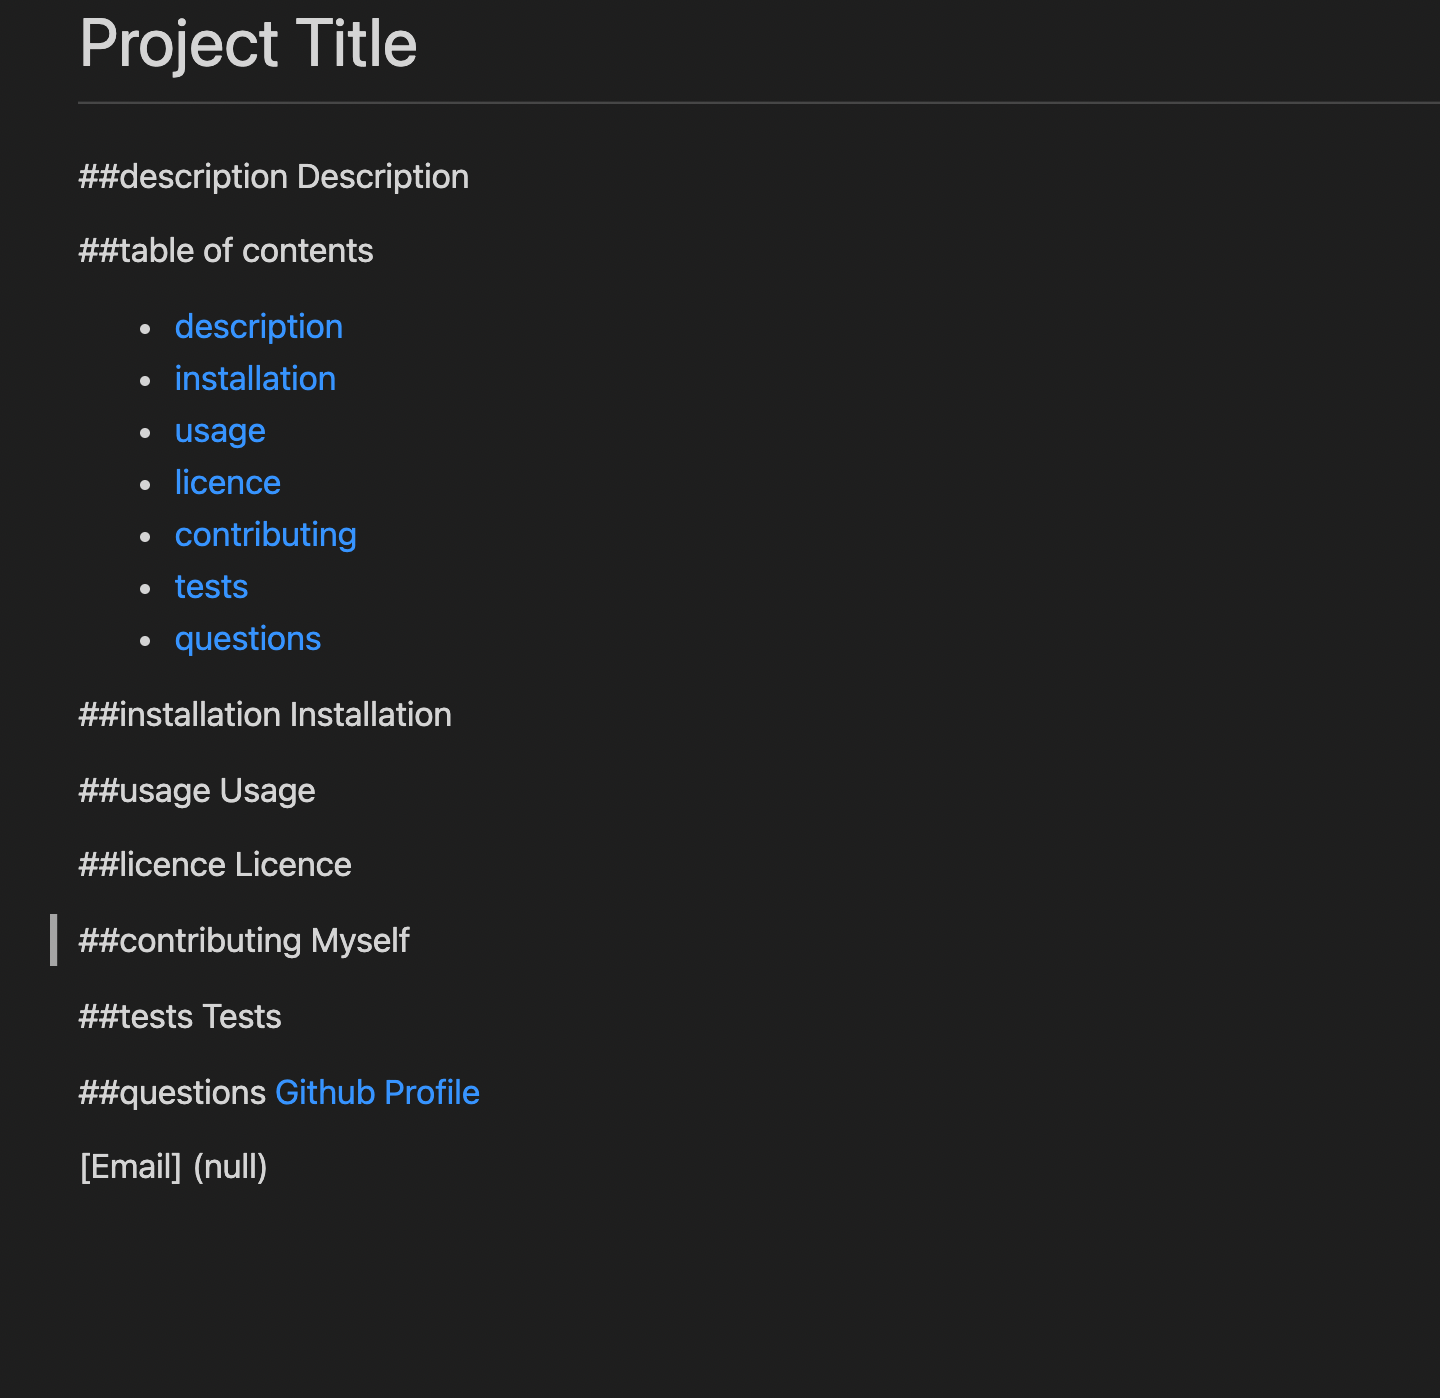 Project Title
##description Description
##table of contents
description
installation
usage
licence
contributing
tests
questions
##installation Installation
##usage Usage
##licence Licence
##contributing Myself
##tests Tests
##questions Github Profile
[Email] (null)